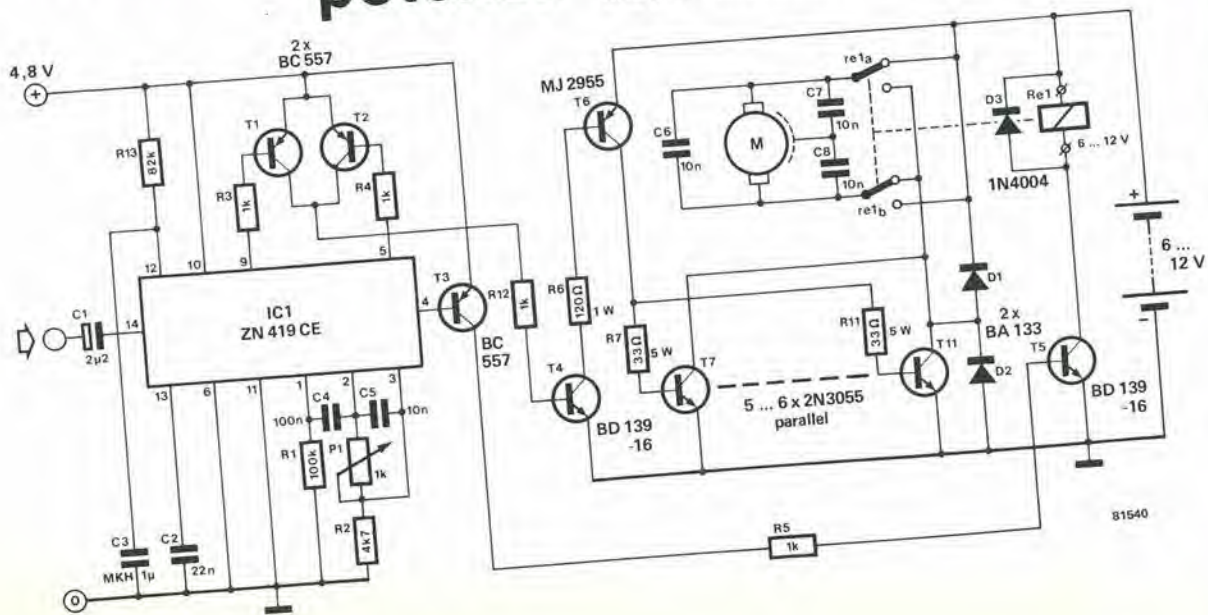 2 x
BC 557
4,8 V
+
R13
82k
T1
T2
R3
1k
R4
1k
12
10
9
5
14
4
IC1
ZN 419 CE
C1
2µ2
13
6
11
1
2
3
T3
BC
557
R12
1k
C4
100n
C5
10n
R1
100k
P1
1k
R2
4k7
C3
MKH
1µ
C2
22n
0
MJ 2955
T6
C6
10n
M
C7
10n
C8
10n
re1a
re1b
D3
1N4004
Re1
6 ... 12 V
+
6 ...
12 V
-
R6
120Ω
1 W
R7
33Ω
5 W
T4
BD 139
-16
T7
5 ... 6 x 2N3055
parallel
R11
33Ω
5 W
T11
D1
2 x
BA 133
D2
T5
BD 139
-16
R5
1k
81540